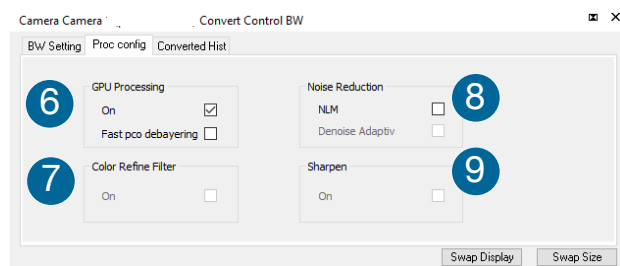 Camera Camera Convert Control BW
BW Setting Proc config Converted Hist
6
GPU Processing
On
Fast pco debayering
8
Noise Reduction
NLM
Denoise Adaptiv
7
Color Refine Filter
On
9
Sharpen
On
Swap Display Swap Size